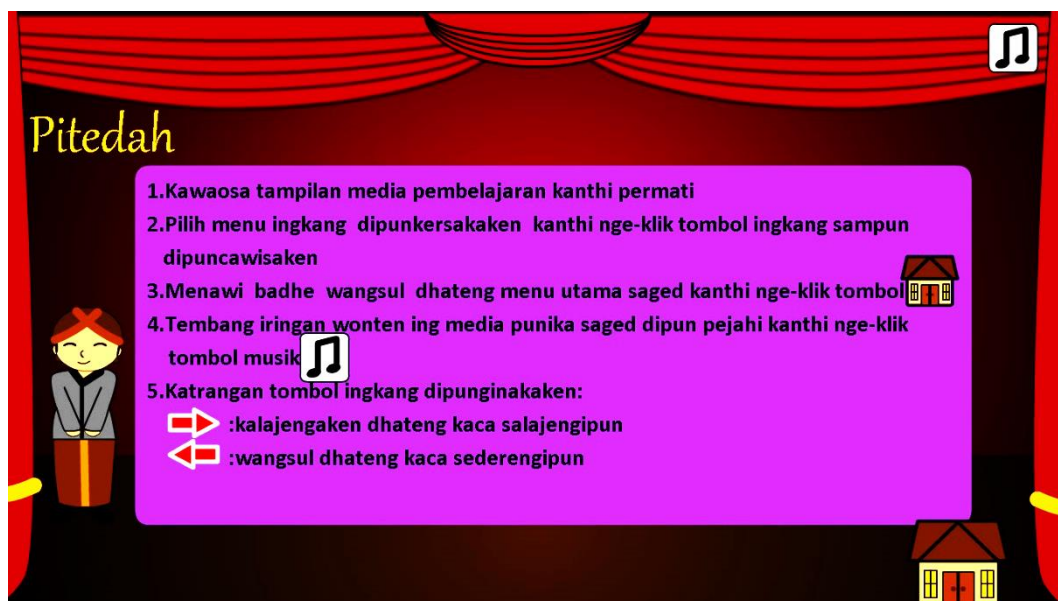 Pitedah
1.Kawaosa tampilan media pembelajaran kanthi permati
2.Pilih menu ingkang dipunkersakaken kanthi nge-klik tombol ingkang sampun
dipuncawisaken
3.Menawi badhe wangsul dhateng menu utama saged kanthi nge-klik tombol
4.Tembang iringan wonten ing media punika saged dipun pejahi kanthi nge-klik
tombol musik
5.Katrangan tombol ingkang dipunginakaken:
:kalajengaken dhateng kaca salajengipun
:wangsul dhateng kaca sederengipun